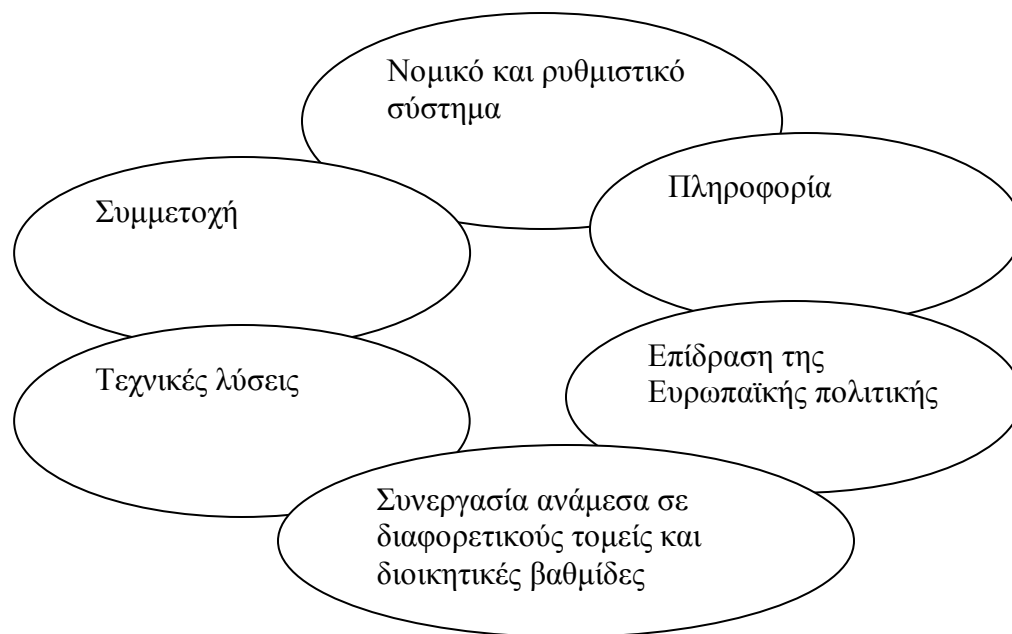 Νομικό και ρυθμιστικό
σύστημα
Πληροφορία
Συμμετοχή
Επίδραση της
Ευρωπαϊκής πολιτικής
Τεχνικές λύσεις
Συνεργασία ανάμεσα σε
διαφορετικούς τομείς και
διοικητικές βαθμίδες